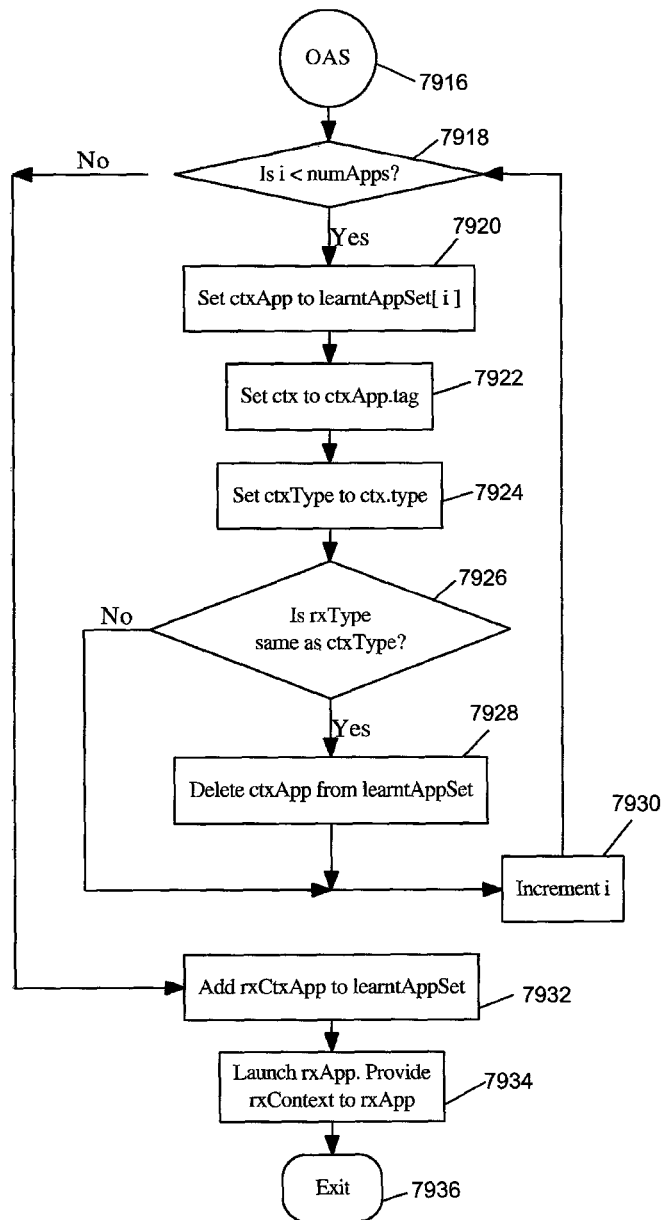 OAS
7916
7918
No
Is i < numApps?
Yes
7920
Set ctxApp to learntAppSet[ i ]
7922
Set ctx to ctxApp.tag
Set ctxType to ctx.type
7924
7926
No
Is rxType
same as ctxType?
Yes
7928
Delete ctxApp from learntAppSet
7930
Increment i
Add rxCtxApp to learntAppSet
7932
Launch rxApp. Provide
rxContext to rxApp
7934
Exit
7936